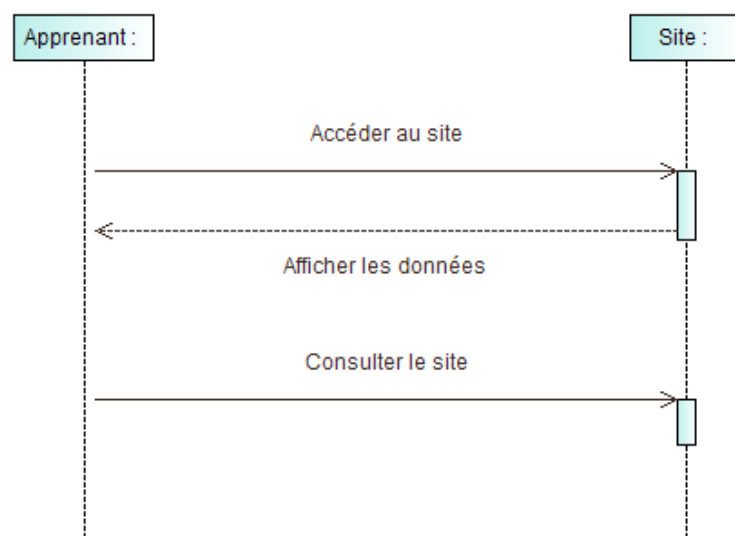 Apprenant :
Site :
Accéder au site
Afficher les données
Consulter le site